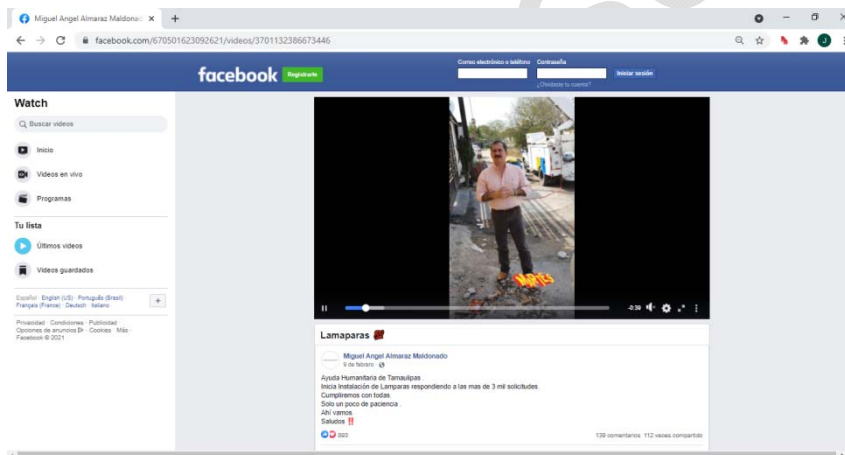 Miguel Angel Almaraz Maldonad
facebook.com/670501623092621/videos/3701132386673446
J
facebook
Registrarte
Correo electrónico o teléfono
Contraseña
Iniciar sesión
¿Olvidaste tu cuenta?
Watch
Buscar videos
Inicio
Videos en vivo
Programas
Tu lista
Últimos videos
Videos guardados
Español · English (US) · Português (Brasil) ·
Français (France) · Deutsch · Italiano
Privacidad · Condiciones · Publicidad ·
Opciones de anuncios · Cookies · Más ·
Facebook © 2021
MARTES
-0:39
Lamaparas
Miguel Angel Almaraz Maldonado
9 de febrero ·
Ayuda Humanitaria de Tamaulipas .
Inicia Instalación de Lamparas respondiendo a las mas de 3 mil solicitudes.
Cumpliremos con todas.
Solo un poco de paciencia .
Ahí vamos.
Saludos ‼
893
139 comentarios 112 veces compartido